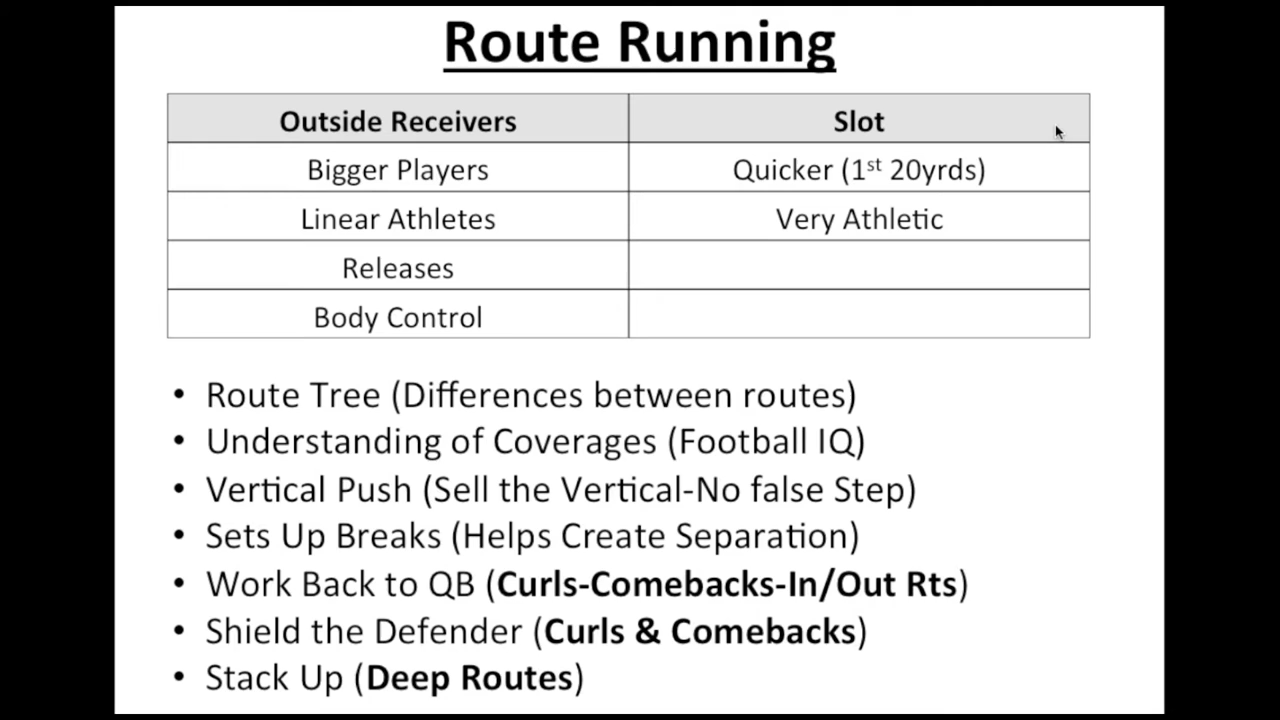 Route Running
Outside Receivers Slot
Bigger Players Quicker (1st 20yrds)
Linear Athletes Very Athletic
Releases
Body Control
• Route Tree (Differences between routes)
• Understanding of Coverages (Football IQ)
• Vertical Push (Sell the Vertical-No false Step)
• Sets Up Breaks (Helps Create Separation)
• Work Back to QB (Curls-Comebacks-In/Out Rts)
• Shield the Defender (Curls & Comebacks)
• Stack Up (Deep Routes)